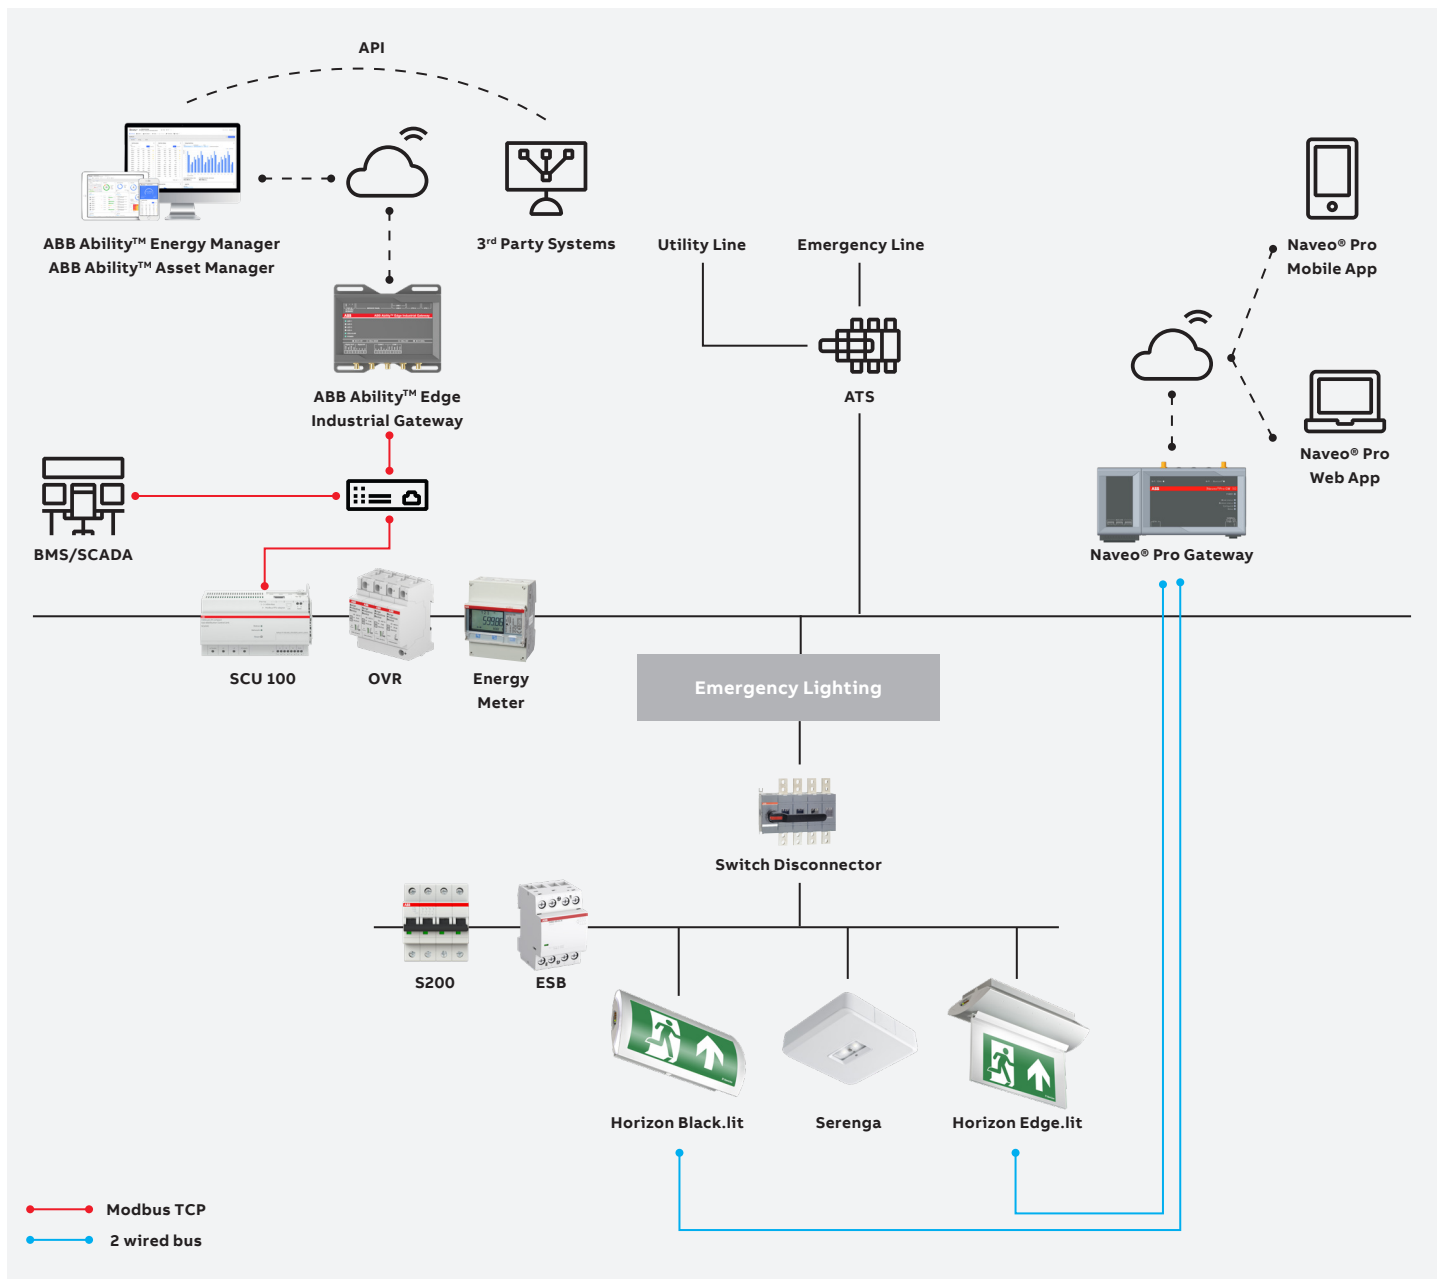 API
ABB Ability™ Energy Manager
ABB Ability™ Asset Manager
3rd Party Systems
Utility Line
Emergency Line
Naveo® Pro
Mobile App
ABB Ability™ Edge
Industrial Gateway
ATS
Naveo® Pro
Web App
BMS/SCADA
Naveo® Pro Gateway
SCU 100
OVR
Energy
Meter
Emergency Lighting
Switch Disconnector
S200
ESB
Horizon Black.lit
Serenga
Horizon Edge.lit
Modbus TCP
2 wired bus